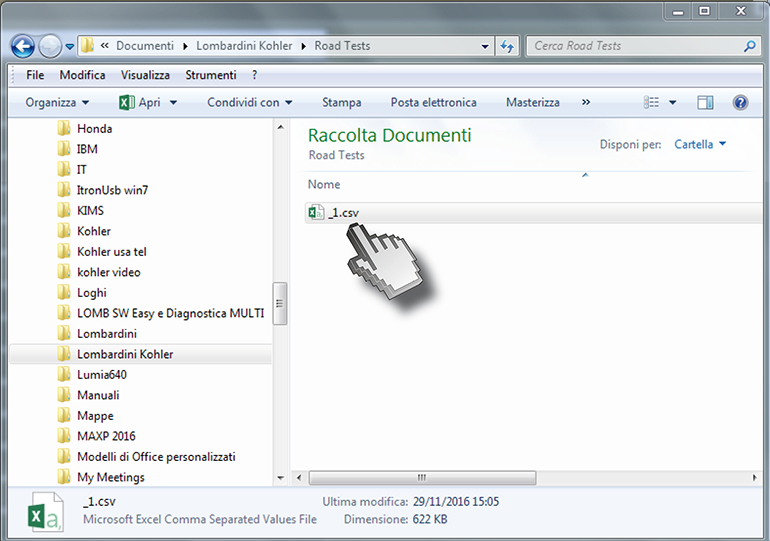 « Documenti ▸ Lombardini Kohler ▸ Road Tests
Cerca Road Tests
File Modifica Visualizza Strumenti ?
Organizza Apri Condividi con Stampa Posta elettronica Masterizza »
Honda
IBM
IT
ItronUsb win7
KIMS
Kohler
Kohler usa tel
kohler video
Loghi
LOMB SW Easy e Diagnostica MULTI
Lombardini
Lombardini Kohler
Lumia640
Manuali
Mappe
MAXP 2016
Modelli di Office personalizzati
My Meetings
Raccolta Documenti
Road Tests
Disponi per: Cartella
Nome
_1.csv
_1.csv
Ultima modifica: 29/11/2016 15:05
Microsoft Excel Comma Separated Values File
Dimensione: 622 KB